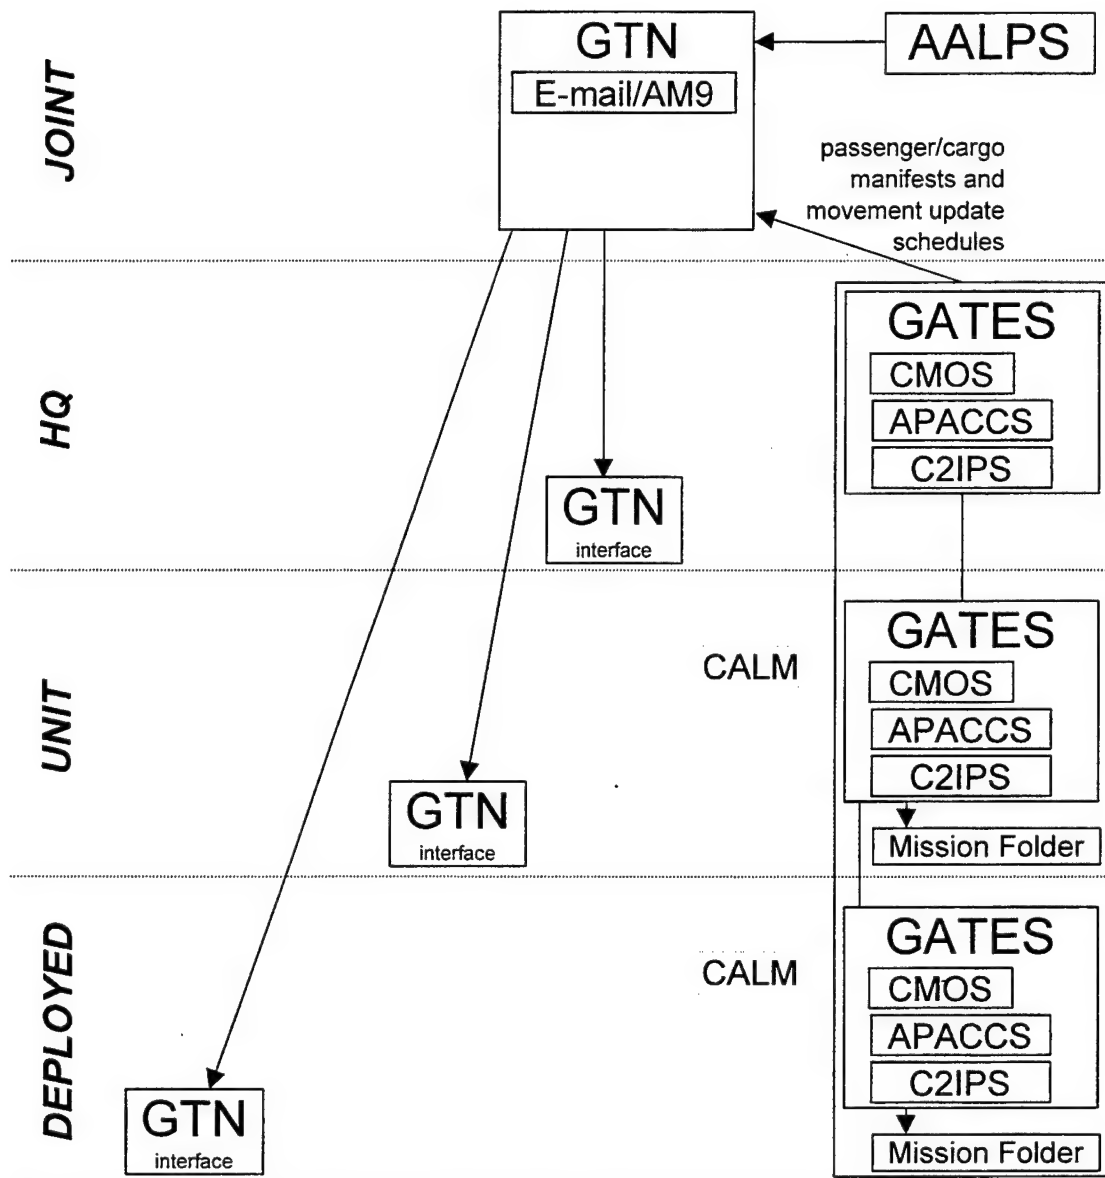 JOINT
GTN
E-mail/AM9
AALPS
passenger/cargo
manifests and
movement update
schedules
HQ
GATES
CMOS
APACCS
C2IPS
GTN
interface
UNIT
CALM
GATES
CMOS
APACCS
C2IPS
GTN
interface
Mission Folder
DEPLOYED
CALM
GATES
CMOS
APACCS
C2IPS
GTN
interface
Mission Folder